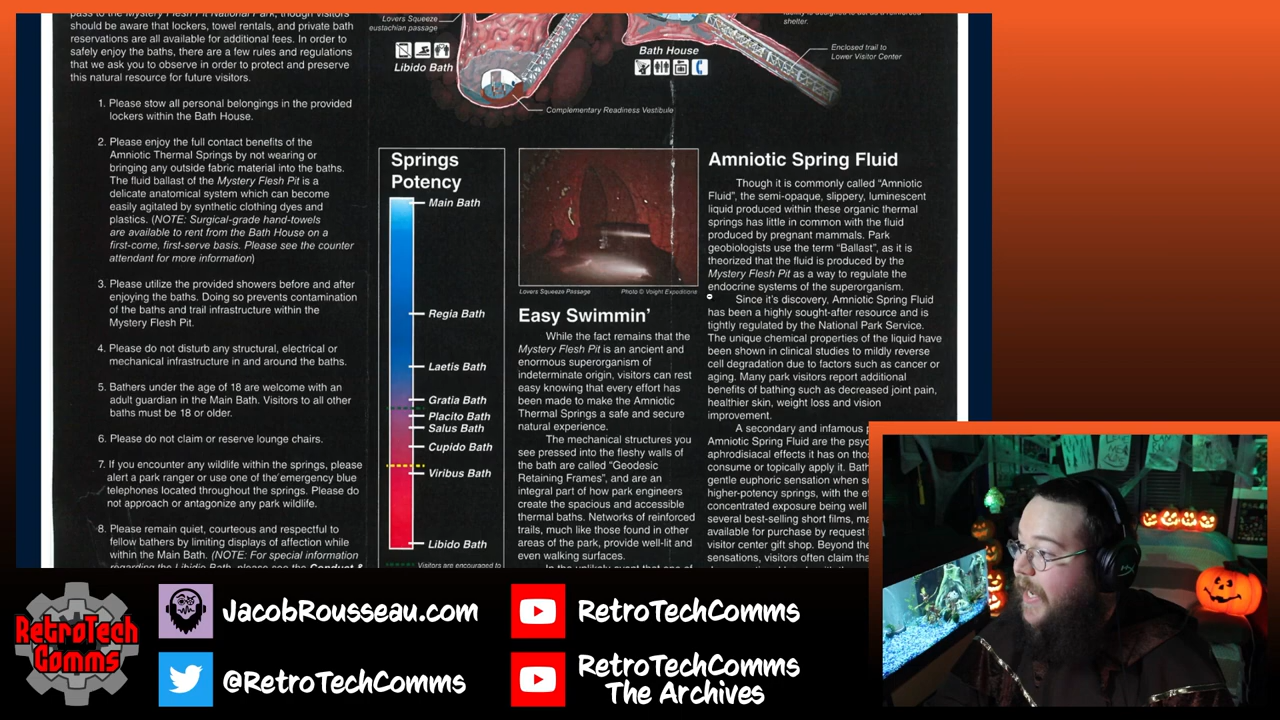 pass to the Mystery Flesh Pit National Park, though visitors
should be aware that lockers, towel rentals, and private bath
reservations are all available for additional fees. In order to
safely enjoy the baths, there are a few rules and regulations
that we ask you to observe in order to protect and preserve
this natural resource for future visitors.
1. Please stow all personal belongings in the provided
lockers within the Bath House.
2. Please enjoy the full contact benefits of the
Amniotic Thermal Springs by not wearing or
bringing any outside fabric material into the baths.
The fluid ballast of the Mystery Flesh Pit is a
delicate anatomical system which can become
easily agitated by synthetic clothing dyes and
plastics. (NOTE: Surgical-grade hand-towels
are available to rent from the Bath House on a
first-come, first-serve basis. Please see the counter
attendant for more information)
3. Please utilize the provided showers before and after
enjoying the baths. Doing so prevents contamination
of the baths and trail infrastructure within the
Mystery Flesh Pit.
4. Please do not disturb any structural, electrical or
mechanical infrastructure in and around the baths.
5. Bathers under the age of 18 are welcome with an
adult guardian in the Main Bath. Visitors to all other
baths must be 18 or older.
6. Please do not claim or reserve lounge chairs.
7. If you encounter any wildlife within the springs, please
alert a park ranger or use one of the emergency blue
telephones located throughout the springs. Please do
not approach or antagonize any park wildlife.
8. Please remain quiet, courteous and respectful to
fellow bathers by limiting displays of affection while
within the Main Bath. (NOTE: For special information
regarding the Libido Bath, please see the Conduct &
Lovers Squeeze
eustachian passage
Libido Bath
Bath House
shelter.
Enclosed trail to
Lower Visitor Center
Complementary Readiness Vestibule
Springs
Potency
Main Bath
Regia Bath
Laetis Bath
Gratia Bath
Placito Bath
Salus Bath
Cupido Bath
Viribus Bath
Libido Bath
Visitors are encouraged to
Lovers Squeeze Passage
Photo © Voight Expeditions
Easy Swimmin'
While the fact remains that the
Mystery Flesh Pit is an ancient and
enormous superorganism of
indeterminate origin, visitors can rest
easy knowing that every effort has
been made to make the Amniotic
Thermal Springs a safe and secure
natural experience.
The mechanical structures you
see pressed into the fleshy walls of
the bath are called "Geodesic
Retaining Frames", and are an
integral part of how park engineers
create the spacious and accessible
thermal baths. Networks of reinforced
trails, much like those found in other
areas of the park, provide well-lit and
even walking surfaces.
In the unlikely event that one of
Amniotic Spring Fluid
Though it is commonly called "Amniotic
Fluid", the semi-opaque, slippery, luminescent
liquid produced within these organic thermal
springs has little in common with the fluid
produced by pregnant mammals. Park
geobiologists use the term "Ballast", as it is
theorized that the fluid is produced by the
Mystery Flesh Pit as a way to regulate the
endocrine systems of the superorganism.
Since it's discovery, Amniotic Spring Fluid
has been a highly sought-after resource and is
tightly regulated by the National Park Service.
The unique chemical properties of the liquid have
been shown in clinical studies to mildly reverse
cell degradation due to factors such as cancer or
aging. Many park visitors report additional
benefits of bathing such as decreased joint pain,
healthier skin, weight loss and vision
improvement.
A secondary and infamous
Amniotic Spring Fluid are the
aphrodisiacal effects it has on
consume or topically apply it.
gentle euphoric sensation when
higher-potency springs, with the
concentrated exposure being well
several best-selling short films,
available for purchase by request
visitor center gift shop. Beyond the
sensations, visitors often claim
RetroTech
Comms
JacobRousseau.com
@RetroTechComms
RetroTechComms
RetroTechComms
The Archives